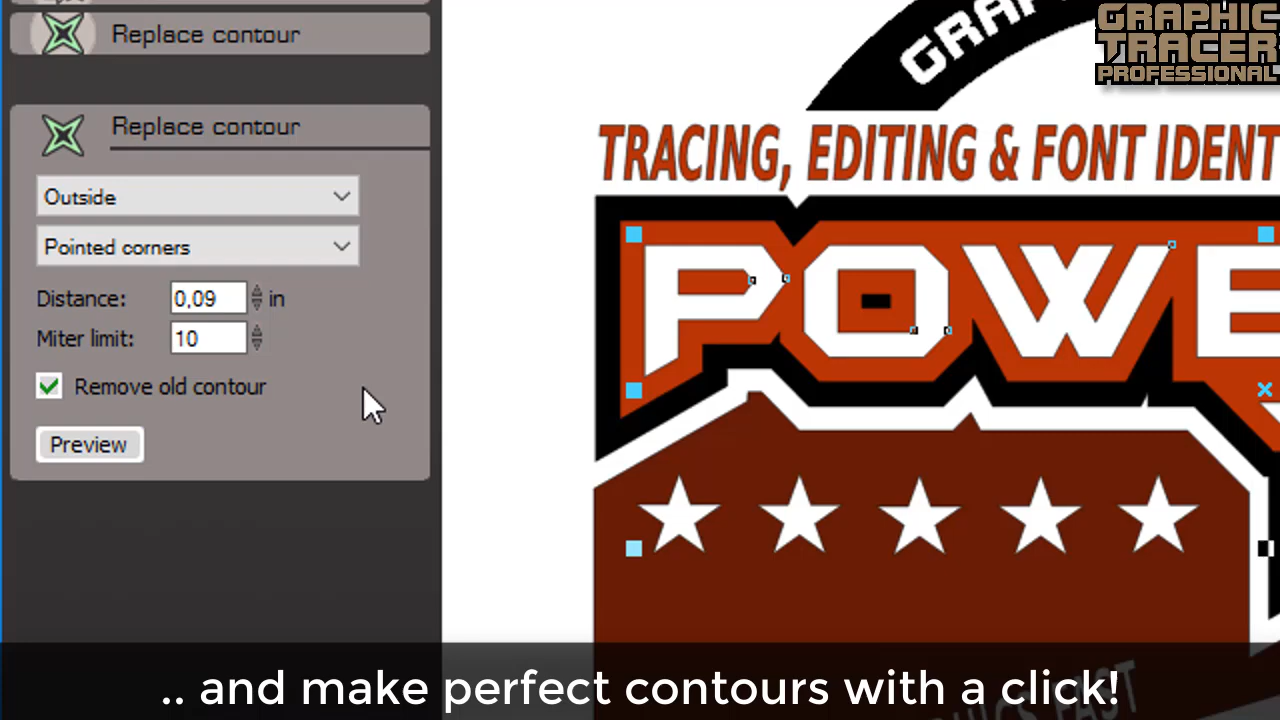 Replace contour
Replace contour
Outside
Pointed corners
Distance: 0,09 in
Miter limit: 10
Remove old contour
Preview
GRAPHIC
TRACER
PROFESSIONAL
TRACING, EDITING & FONT IDENT
POWE
FAST
.. and make perfect contours with a click!